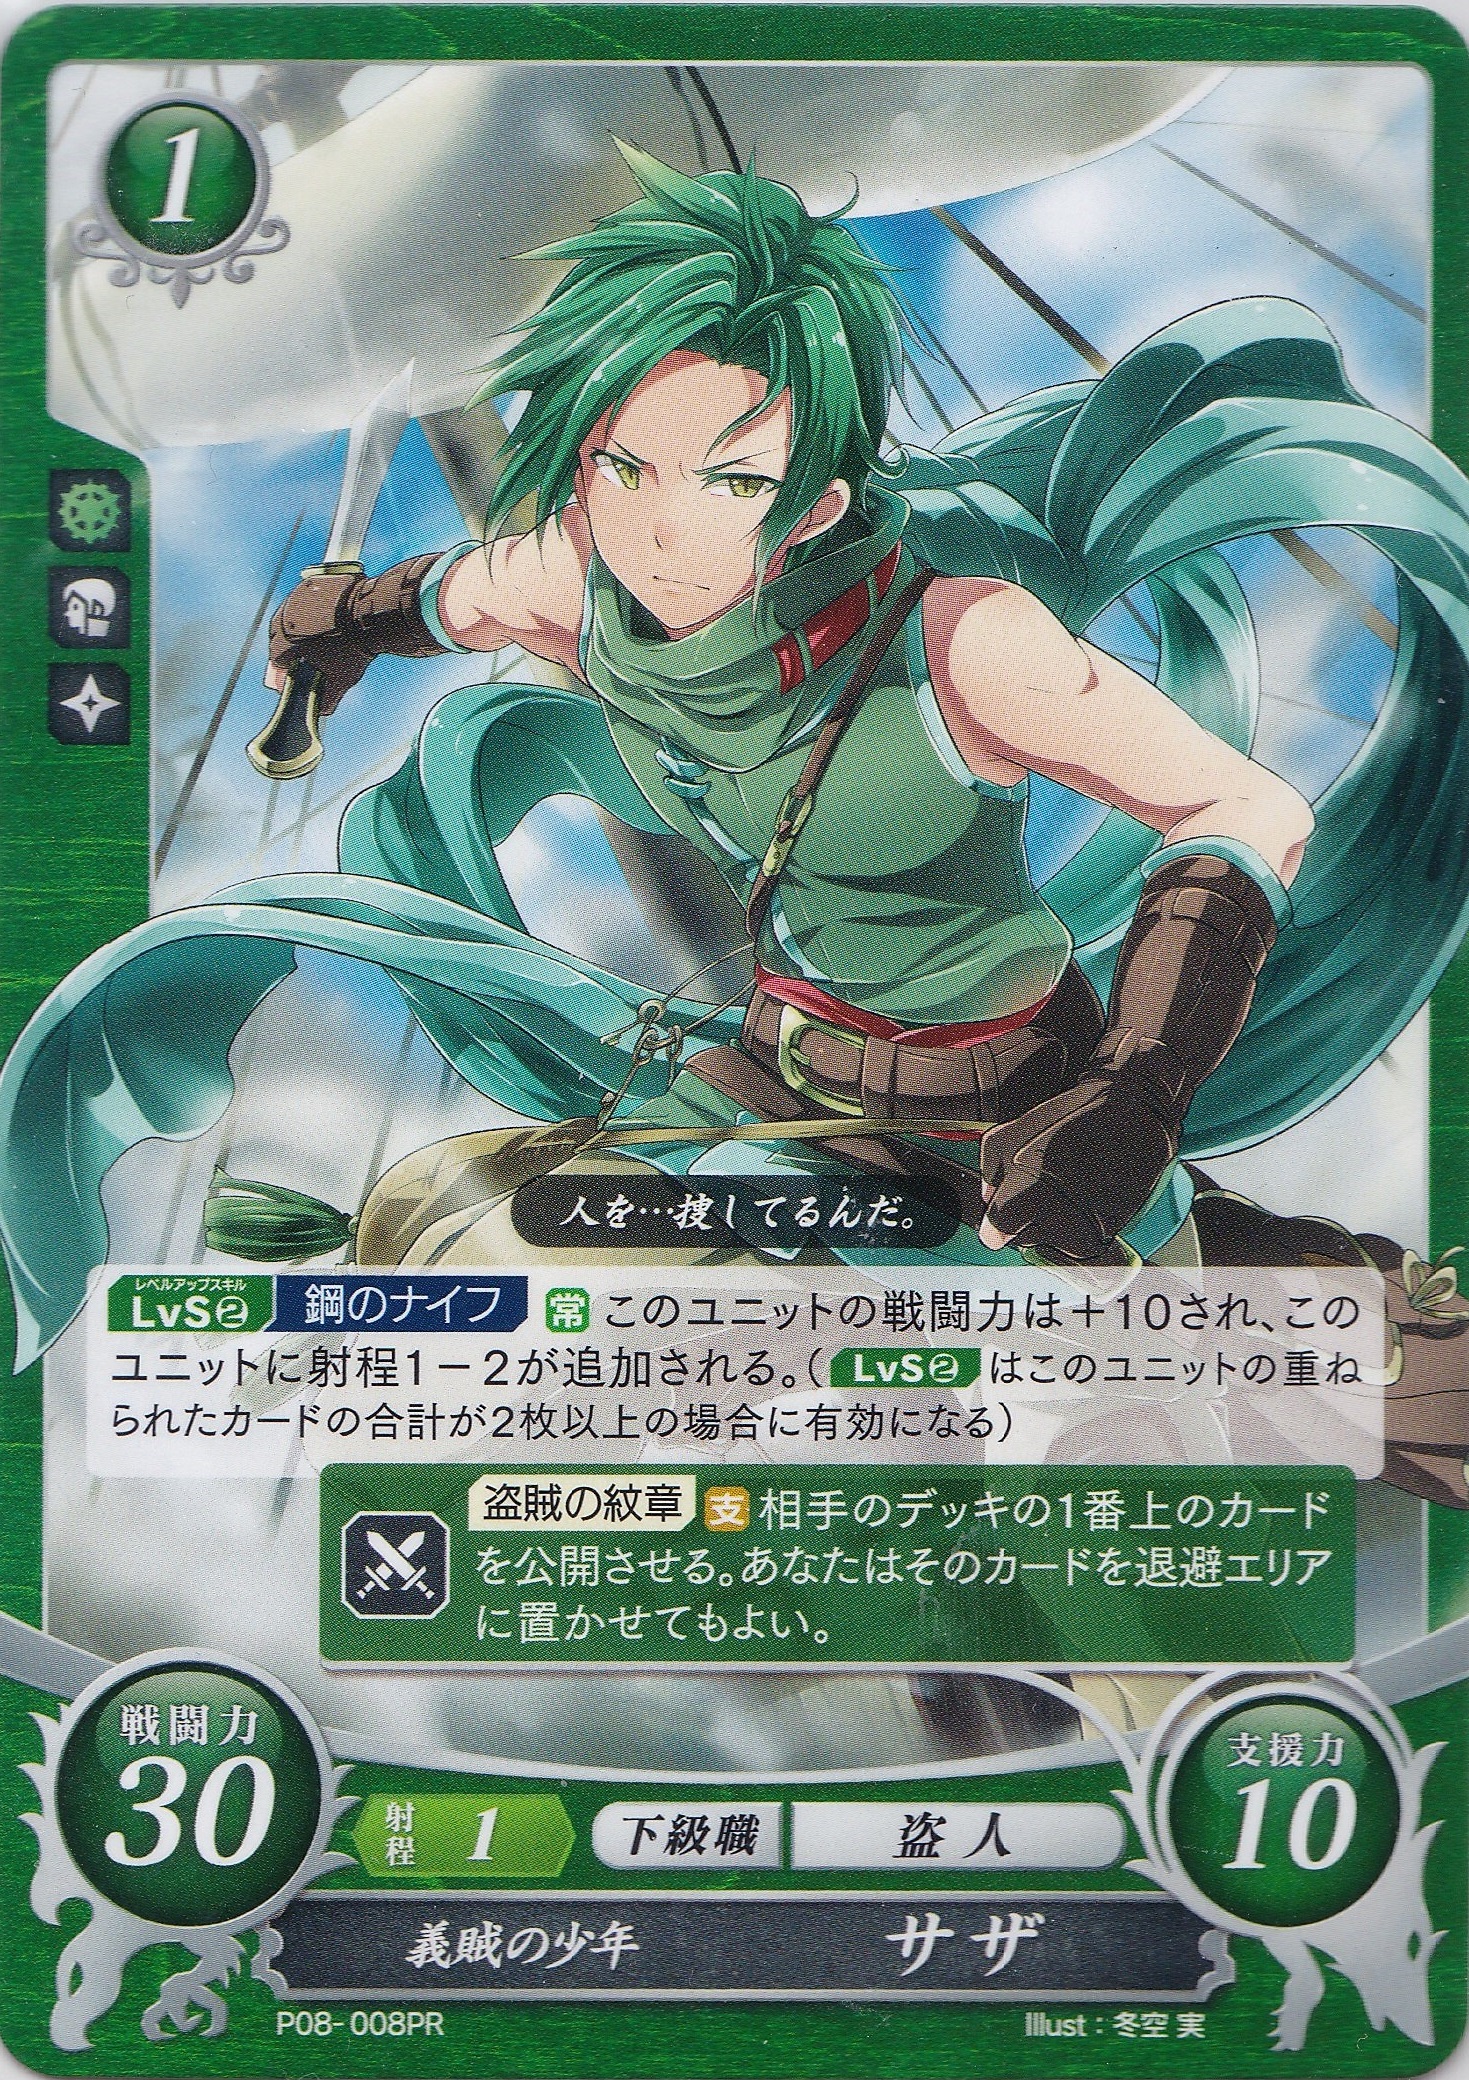 1
人を…捜してるんだ。
レベルアップスキル
LvS② 鋼のナイフ 常 このユニットの戦闘力は＋10され、この
ユニットに射程1－2が追加される。（LvS②はこのユニットの重ね
られたカードの合計が2枚以上の場合に有効になる）
盗賊の紋章 支 相手のデッキの1番上のカード
を公開させる。あなたはそのカードを退避エリア
に置かせてもよい。
戦闘力
30
射程 1
下級職
盗人
支援力
10
義賊の少年 サザ
P08-008PR
Illust：冬空 実